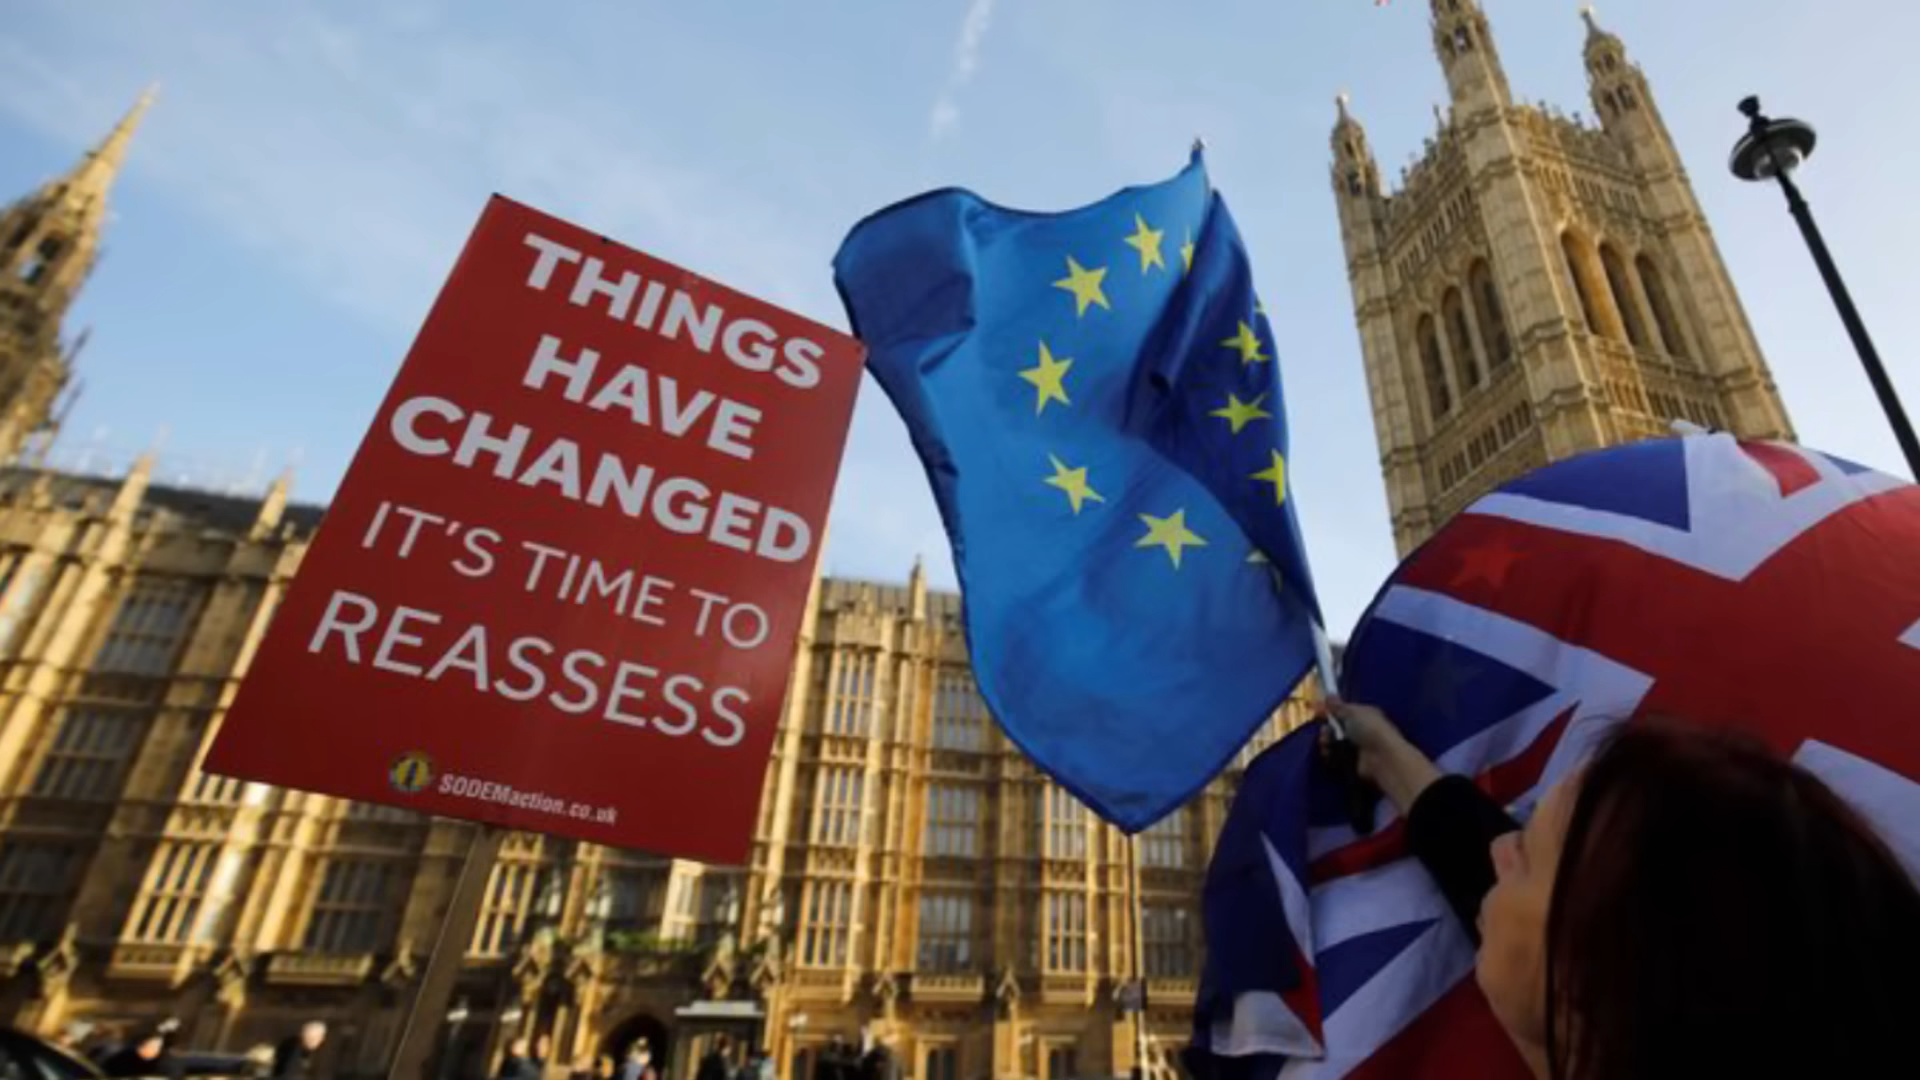 THINGS
HAVE
CHANGED
IT'S TIME TO
REASSESS
SODEMaction.co.uk